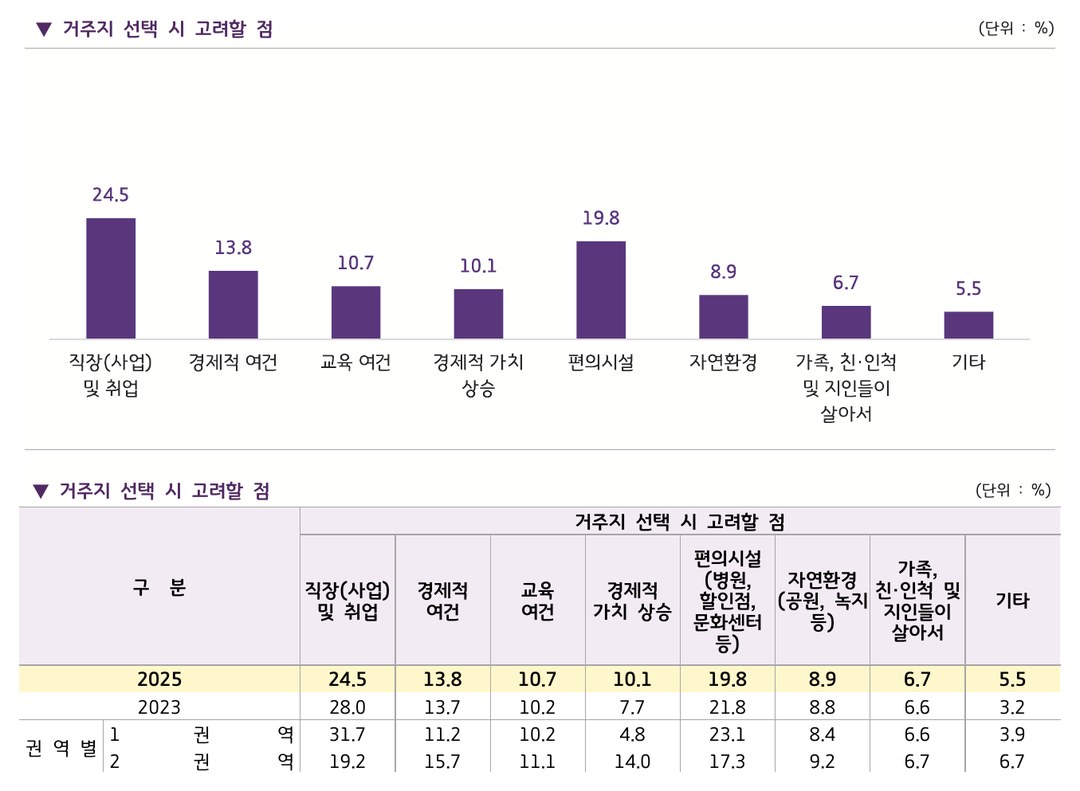 ▼ 거주지 선택 시 고려할 점
(단위 : %)
24.5
13.8
10.7
10.1
19.8
8.9
6.7
5.5
직장(사업)
및 취업
경제적 여건
교육 여건
경제적 가치
상승
편의시설
자연환경
가족, 친·인척
및 지인들이
살아서
기타
▼ 거주지 선택 시 고려할 점
(단위 : %)
구 분
거주지 선택 시 고려할 점
직장(사업)
및 취업
경제적
여건
교육
여건
경제적
가치 상승
편의시설
(병원,
할인점,
문화센터
등)
자연환경
(공원, 녹지
등)
가족,
친·인척 및
지인들이
살아서
기타
2025 24.5 13.8 10.7 10.1 19.8 8.9 6.7 5.5
2023 28.0 13.7 10.2 7.7 21.8 8.8 6.6 3.2
권 역 별
1 권 역 31.7 11.2 10.2 4.8 23.1 8.4 6.6 3.9
2 권 역 19.2 15.7 11.1 14.0 17.3 9.2 6.7 6.7